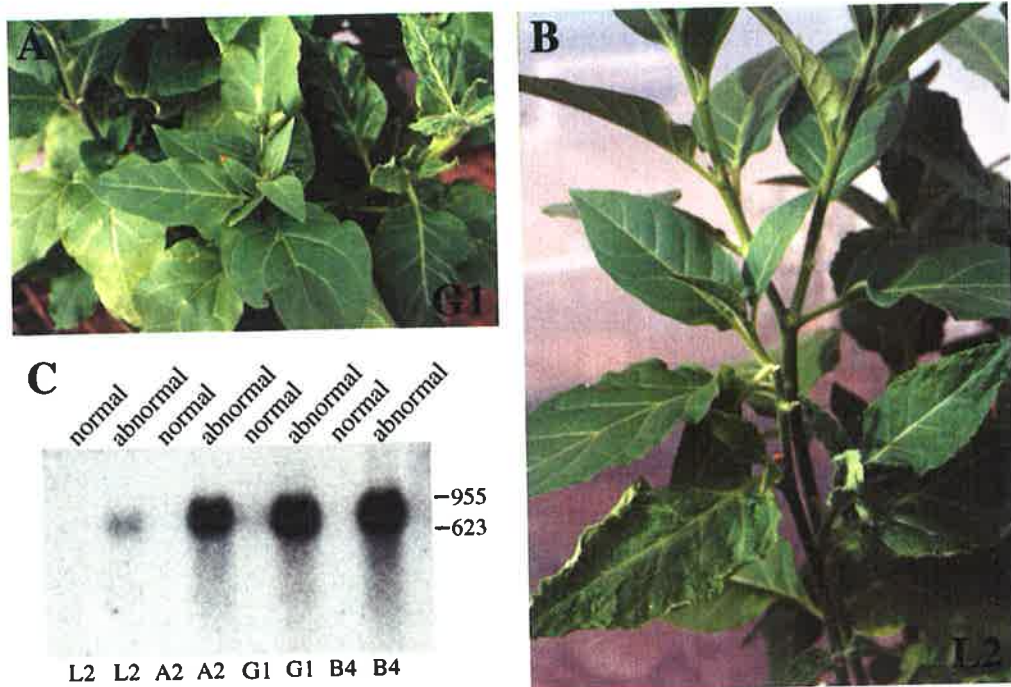 A
B
G1
C
normal abnormal normal abnormal normal abnormal normal abnormal
-955
-623
L2 L2 A2 A2 G1 G1 B4 B4
L2